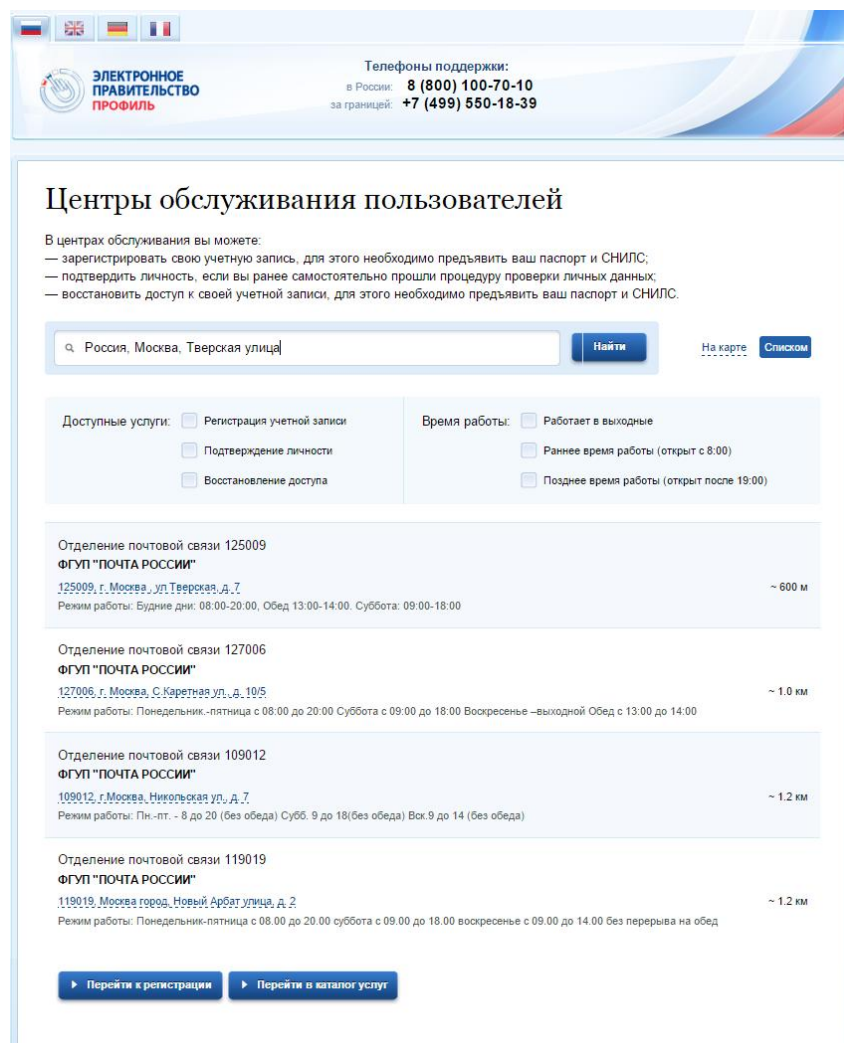 ЭЛЕКТРОННОЕ
ПРАВИТЕЛЬСТВО
ПРОФИЛЬ
Телефоны поддержки:
в России: 8 (800) 100-70-10
за границей: +7 (499) 550-18-39
Центры обслуживания пользователей
В центрах обслуживания вы можете:
— зарегистрировать свою учетную запись, для этого необходимо предъявить ваш паспорт и СНИЛС;
— подтвердить личность, если вы ранее самостоятельно прошли процедуру проверки личных данных;
— восстановить доступ к своей учетной записи, для этого необходимо предъявить ваш паспорт и СНИЛС.
Россия, Москва, Тверская улица Найти На карте Списком
Доступные услуги: Регистрация учетной записи Время работы: Работает в выходные
Подтверждение личности Раннее время работы (открыт с 8:00)
Восстановление доступа Позднее время работы (открыт после 19:00)
Отделение почтовой связи 125009
ФГУП "ПОЧТА РОССИИ"
125009, г. Москва , ул Тверская, д. 7 ~ 600 м
Режим работы: Будние дни: 08:00-20:00, Обед 13:00-14:00. Суббота: 09:00-18:00
Отделение почтовой связи 127006
ФГУП "ПОЧТА РОССИИ"
127006, г. Москва, С.Каретная ул., д. 10/5 ~ 1.0 км
Режим работы: Понедельник.-пятница с 08:00 до 20:00 Суббота с 09:00 до 18:00 Воскресенье –выходной Обед с 13:00 до 14:00
Отделение почтовой связи 109012
ФГУП "ПОЧТА РОССИИ"
109012, г.Москва, Никольская ул., д. 7 ~ 1.2 км
Режим работы: Пн.-пт. - 8 до 20 (без обеда) Субб. 9 до 18(без обеда) Вск.9 до 14 (без обеда)
Отделение почтовой связи 119019
ФГУП "ПОЧТА РОССИИ"
119019, Москва город, Новый Арбат улица, д. 2 ~ 1.2 км
Режим работы: Понедельник-пятница с 08.00 до 20.00 суббота с 09.00 до 18.00 воскресенье с 09.00 до 14.00 без перерыва на обед
Перейти к регистрации Перейти в каталог услуг